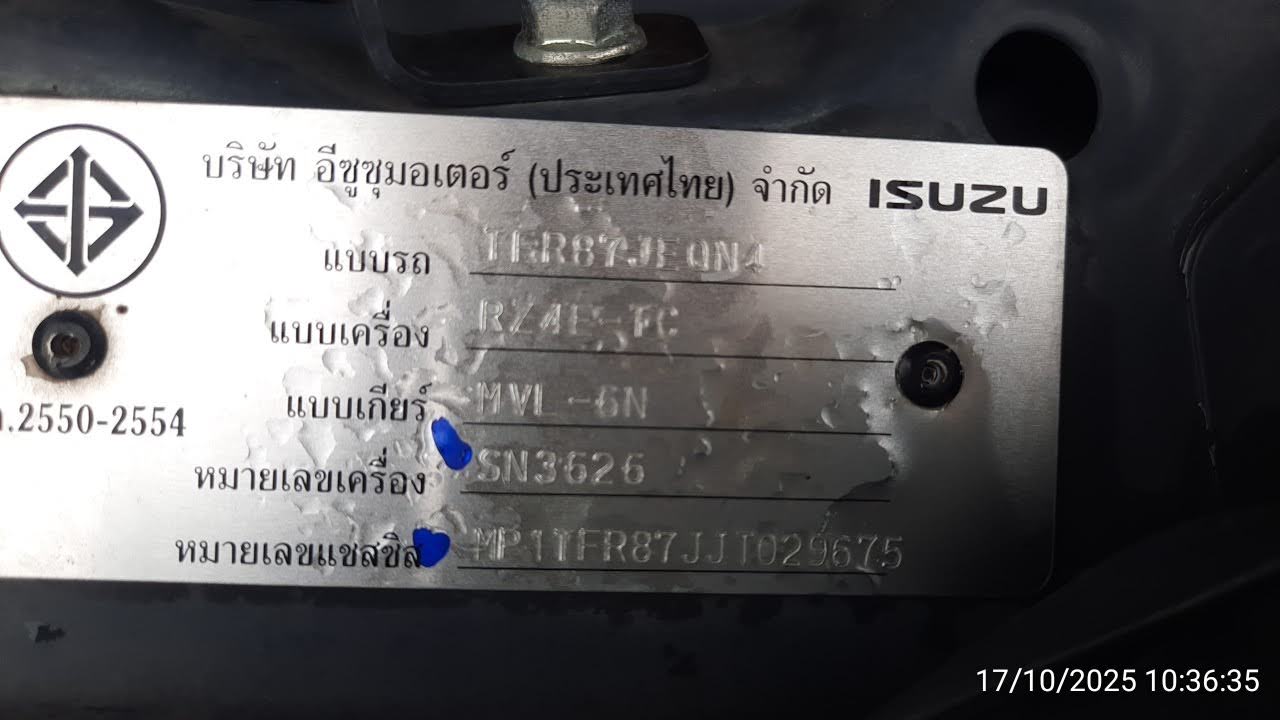 บริษัท อีซูซุมอเตอร์ (ประเทศไทย) จำกัด ISUZU
แบบรถ TFR87JEQN4
แบบเครื่อง RZ4E-TC
แบบเกียร์ MVL-6N
.2550-2554
หมายเลขเครื่อง SN3626
หมายเลขแชสซิส MP1TFR87JJT029675
17/10/2025 10:36:35